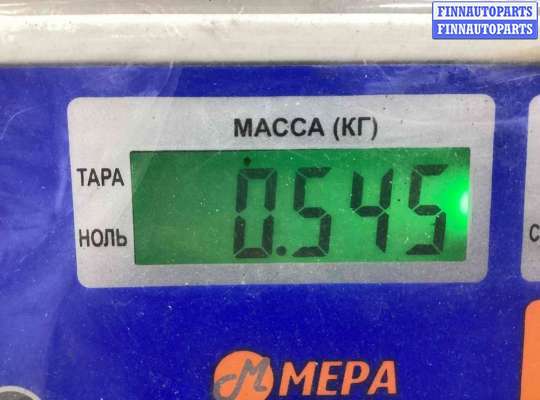 FINNAUTOPARTS
FINNAUTOPARTS
МАССА (КГ)
ТАРА
0.545
НОЛЬ
МЕРА